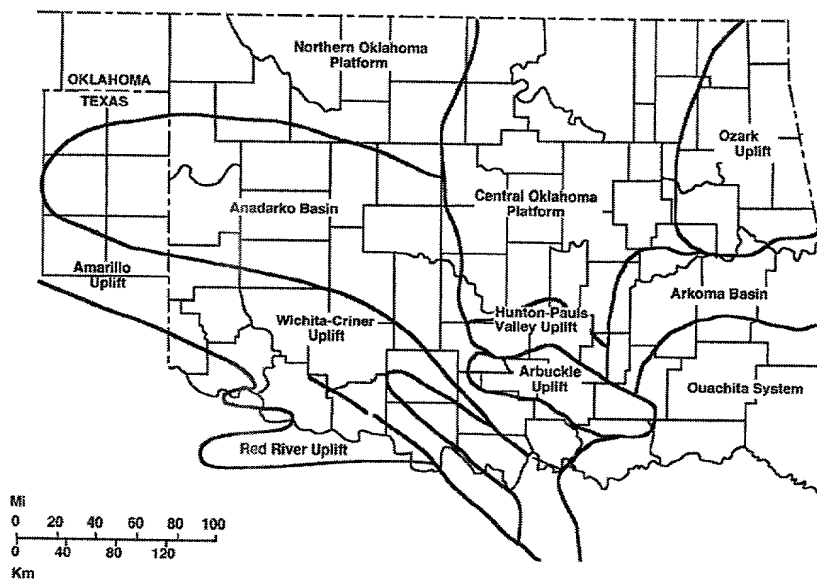 Northern Oklahoma
Platform
OKLAHOMA
TEXAS
Ozark
Uplift
Anadarko Basin
Central Oklahoma
Platform
Amarillo
Uplift
Wichita-Criner
Uplift
Hunton-Pauls
Valley Uplift
Arkoma Basin
Arbuckle
Uplift
Ouachita System
Red River Uplift
Mi
0 20 40 60 80 100
0 40 80 120
Km